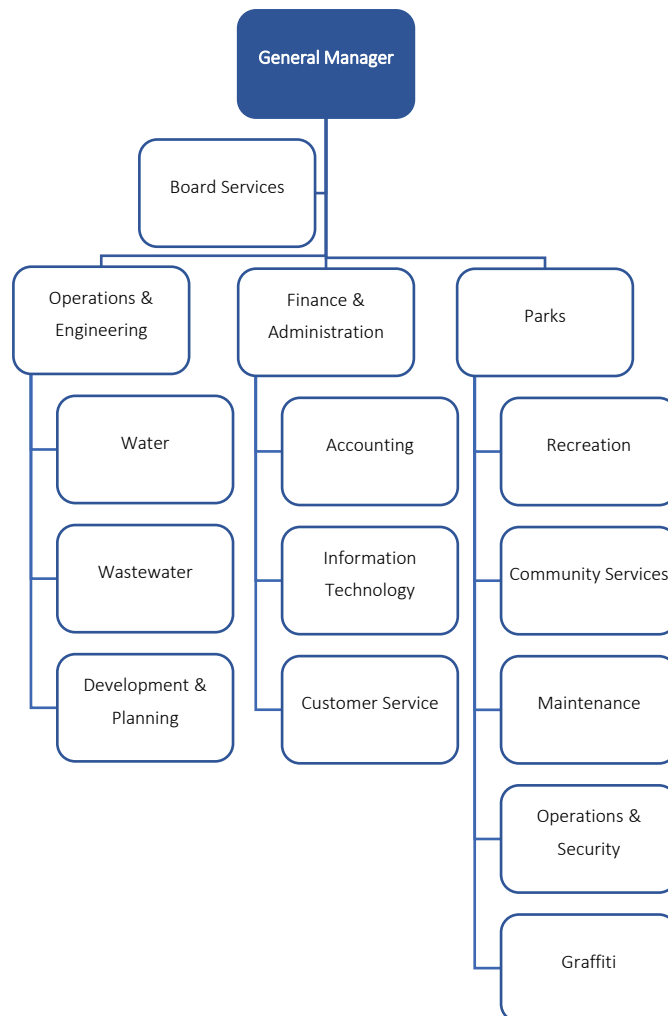 General Manager
Board Services
Operations &
Engineering
Finance &
Administration
Parks
Water
Accounting
Recreation
Wastewater
Information
Technology
Community Services
Development &
Planning
Customer Service
Maintenance
Operations &
Security
Graffiti